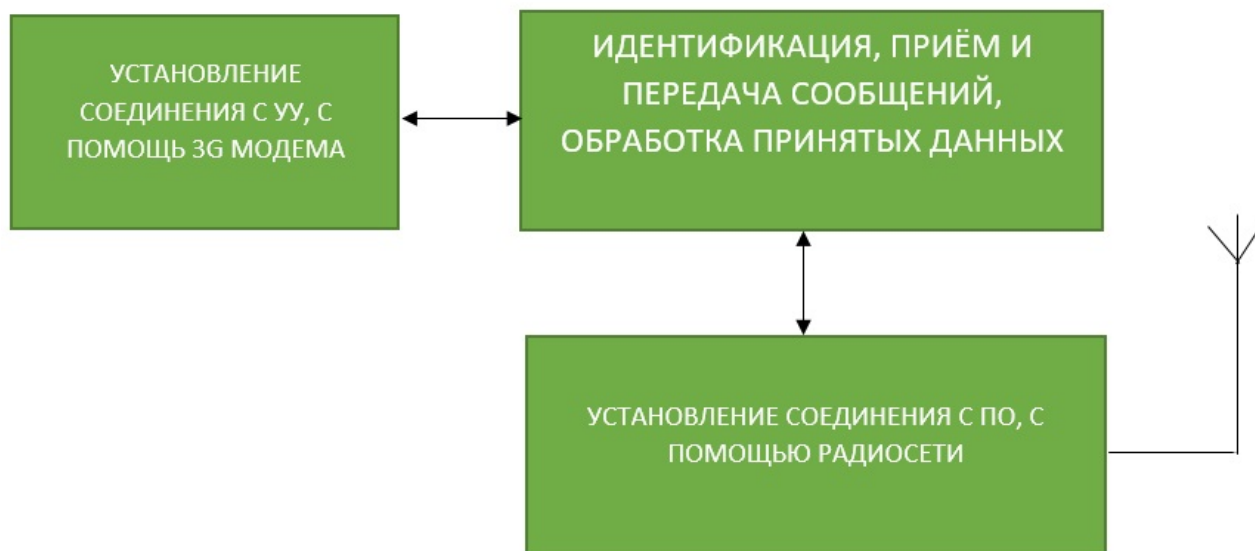 УСТАНОВЛЕНИЕ
СОЕДИНЕНИЯ С УУ, С
ПОМОЩЬ 3G МОДЕМА
ИДЕНТИФИКАЦИЯ, ПРИЁМ И
ПЕРЕДАЧА СООБЩЕНИЙ,
ОБРАБОТКА ПРИНЯТЫХ ДАННЫХ
УСТАНОВЛЕНИЕ СОЕДИНЕНИЯ С ПО, С
ПОМОЩЬЮ РАДИОСЕТИ